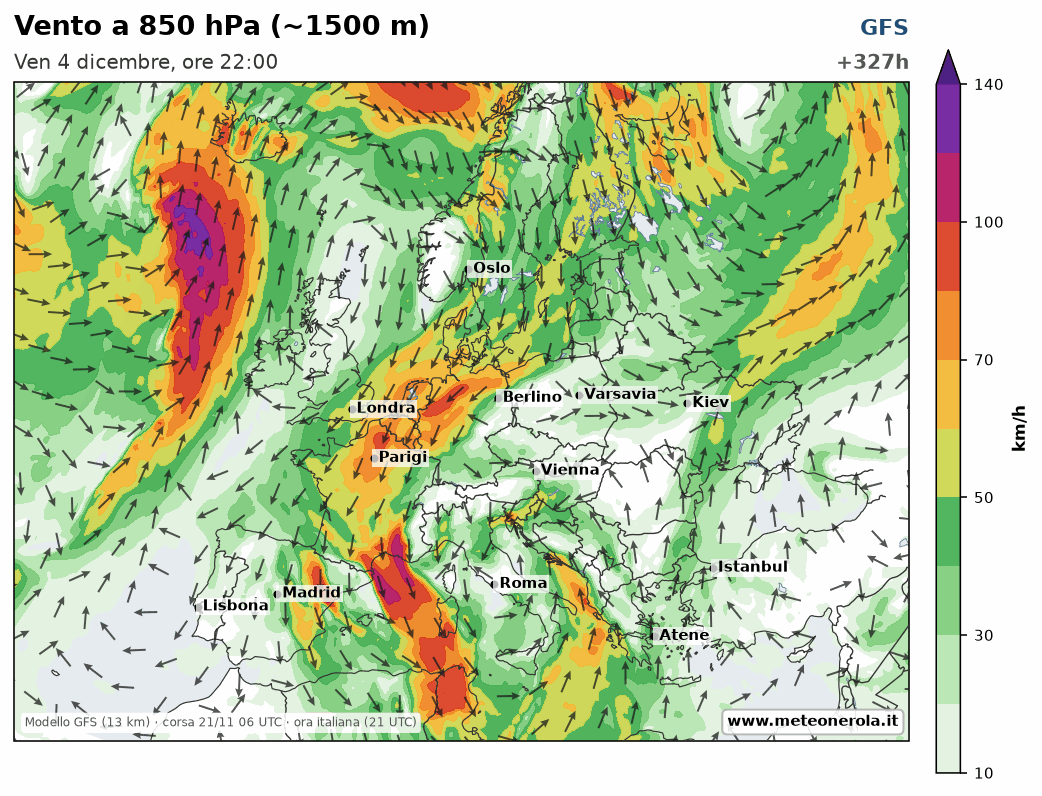 Vento a 850 hPa (~1500 m)
GFS
Ven 4 dicembre, ore 22:00
+327h
140
100
70
50
30
10
km/h
Oslo
Londra
Berlino
Varsavia
Kiev
Parigi
Vienna
Madrid
Lisbona
Roma
Istanbul
Atene
Modello GFS (13 km) · corsa 21/11 06 UTC · ora italiana (21 UTC)
www.meteonerola.it